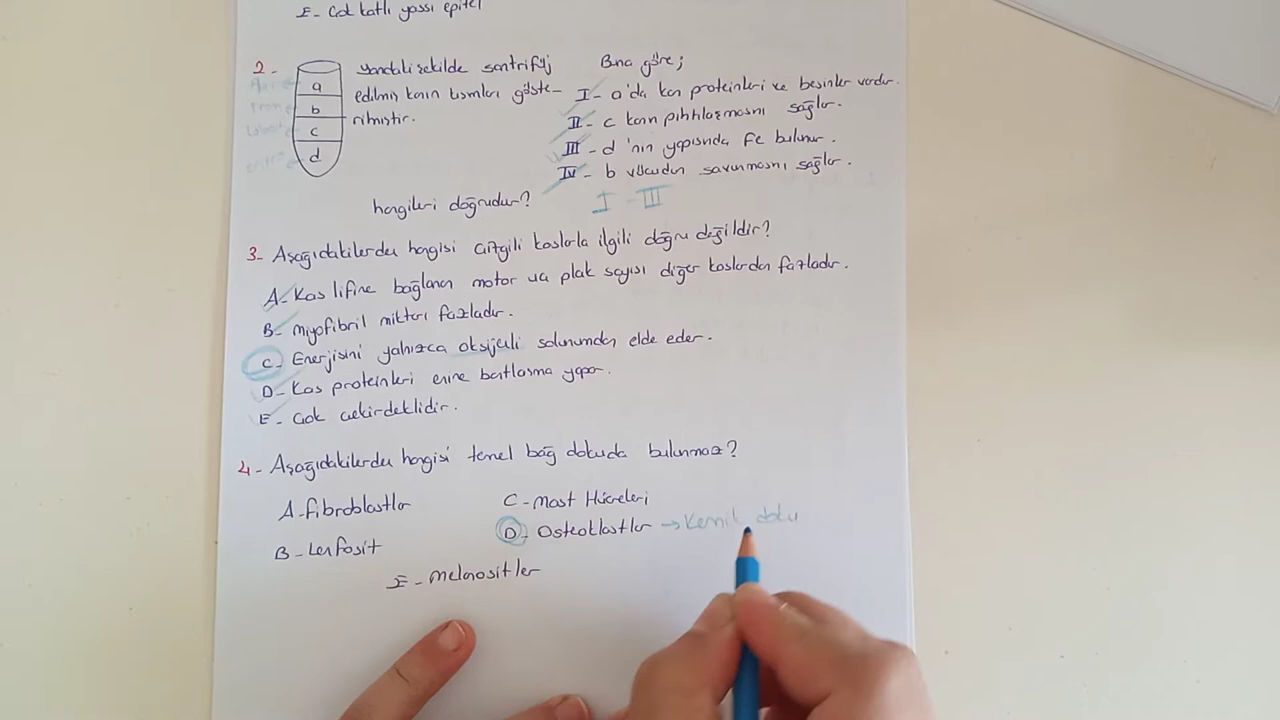 E- Çok katlı yassı epitel
2- yandaki şekilde santrifüj
edilmiş kanın kısımları göste-
rilmiştir.
a
b
c
d
Buna göre;
I- a'da kan proteinleri ve besinler vardır.
II- c kanın pıhtılaşmasını sağlar.
III- d'nin yapısında Fe bulunur.
IV- b vücudun savunmasını sağlar.
hangileri doğrudur? I - III
3- Aşağıdakilerden hangisi çizgili kaslarla ilgili doğru değildir?
A- Kas lifine bağlanan motor uç plak sayısı diğer kaslardan fazladır.
B- miyofibril miktarı fazladır.
C- Enerjisini yalnızca oksijenli solunumdan elde eder.
D- Kas proteinleri enine bantlaşma yapar.
E- Çok çekirdeklidir.
4- Aşağıdakilerden hangisi temel bağ dokuda bulunmaz?
A- fibroblastlar
C- mast Hücreleri
B- Lenfosit
D- Osteoklastlar → Kemik doku
E- melanositler